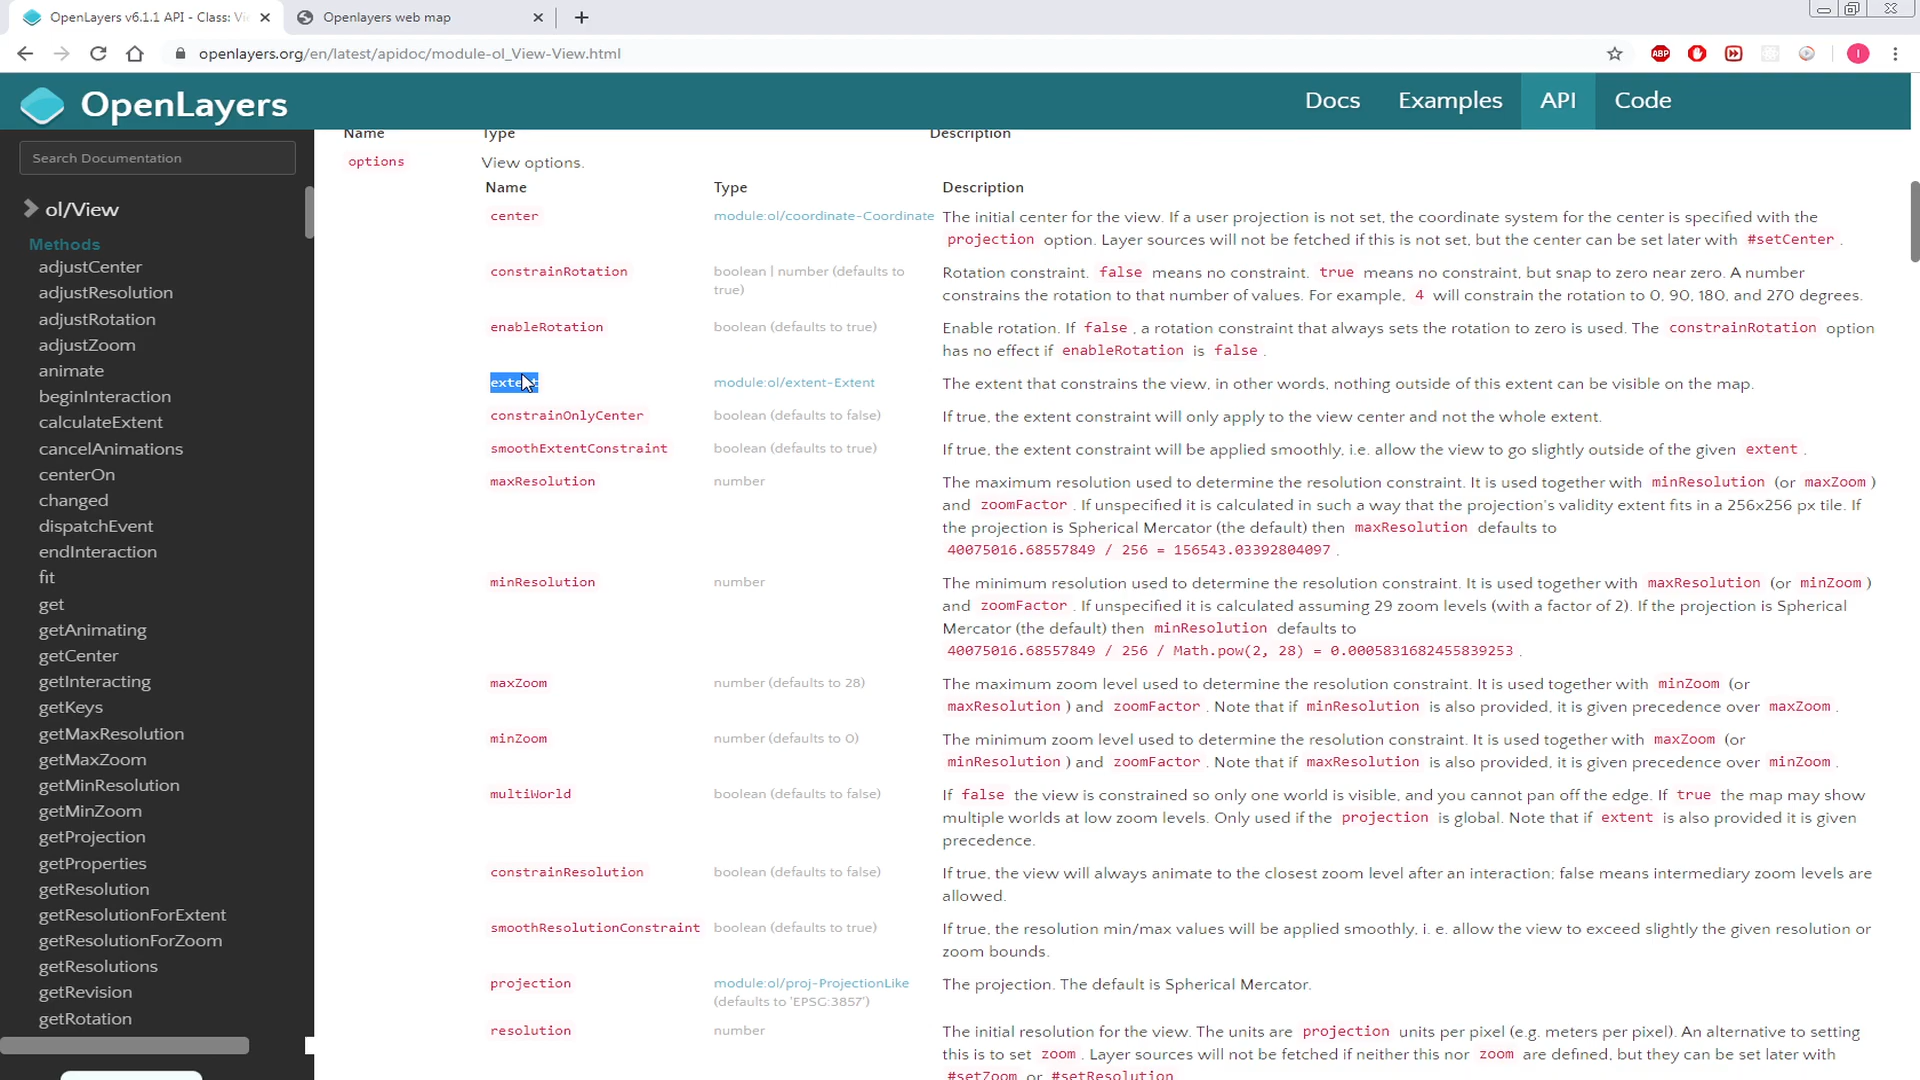 OpenLayers v6.1.1 API - Class: Vi
Openlayers web map
openlayers.org/en/latest/apidoc/module-ol_View-View.html
ABP
I
OpenLayers
Docs
Examples
API
Code
Search Documentation
ol/View
Methods
adjustCenter
adjustResolution
adjustRotation
adjustZoom
animate
beginInteraction
calculateExtent
cancelAnimations
centerOn
changed
dispatchEvent
endInteraction
fit
get
getAnimating
getCenter
getInteracting
getKeys
getMaxResolution
getMaxZoom
getMinResolution
getMinZoom
getProjection
getProperties
getResolution
getResolutionForExtent
getResolutionForZoom
getResolutions
getRevision
getRotation
Name Type Description
options View options.
Name Type Description
center module:ol/coordinate-Coordinate The initial center for the view. If a user projection is not set, the coordinate system for the center is specified with the
projection option. Layer sources will not be fetched if this is not set, but the center can be set later with #setCenter .
constrainRotation boolean | number (defaults to true) Rotation constraint. false means no constraint. true means no constraint, but snap to zero near zero. A number
constrains the rotation to that number of values. For example, 4 will constrain the rotation to 0, 90, 180, and 270 degrees.
enableRotation boolean (defaults to true) Enable rotation. If false , a rotation constraint that always sets the rotation to zero is used. The constrainRotation option
has no effect if enableRotation is false .
extent module:ol/extent-Extent The extent that constrains the view, in other words, nothing outside of this extent can be visible on the map.
constrainOnlyCenter boolean (defaults to false) If true, the extent constraint will only apply to the view center and not the whole extent.
smoothExtentConstraint boolean (defaults to true) If true, the extent constraint will be applied smoothly, i.e. allow the view to go slightly outside of the given extent .
maxResolution number The maximum resolution used to determine the resolution constraint. It is used together with minResolution (or maxZoom )
and zoomFactor . If unspecified it is calculated in such a way that the projection's validity extent fits in a 256x256 px tile. If
the projection is Spherical Mercator (the default) then maxResolution defaults to
40075016.68557849 / 256 = 156543.03392804097 .
minResolution number The minimum resolution used to determine the resolution constraint. It is used together with maxResolution (or minZoom )
and zoomFactor . If unspecified it is calculated assuming 29 zoom levels (with a factor of 2). If the projection is Spherical
Mercator (the default) then minResolution defaults to
40075016.68557849 / 256 / Math.pow(2, 28) = 0.0005831682455839253 .
maxZoom number (defaults to 28) The maximum zoom level used to determine the resolution constraint. It is used together with minZoom (or
maxResolution ) and zoomFactor . Note that if minResolution is also provided, it is given precedence over maxZoom .
minZoom number (defaults to 0) The minimum zoom level used to determine the resolution constraint. It is used together with maxZoom (or
minResolution ) and zoomFactor . Note that if maxResolution is also provided, it is given precedence over minZoom .
multiWorld boolean (defaults to false) If false the view is constrained so only one world is visible, and you cannot pan off the edge. If true the map may show
multiple worlds at low zoom levels. Only used if the projection is global. Note that if extent is also provided it is given
precedence.
constrainResolution boolean (defaults to false) If true, the view will always animate to the closest zoom level after an interaction; false means intermediary zoom levels are
allowed.
smoothResolutionConstraint boolean (defaults to true) If true, the resolution min/max values will be applied smoothly, i. e. allow the view to exceed slightly the given resolution or
zoom bounds.
projection module:ol/proj-ProjectionLike The projection. The default is Spherical Mercator.
(defaults to 'EPSG:3857')
resolution number The initial resolution for the view. The units are projection units per pixel (e.g. meters per pixel). An alternative to setting
this is to set zoom . Layer sources will not be fetched if neither this nor zoom are defined, but they can be set later with
#setZoom or #setResolution